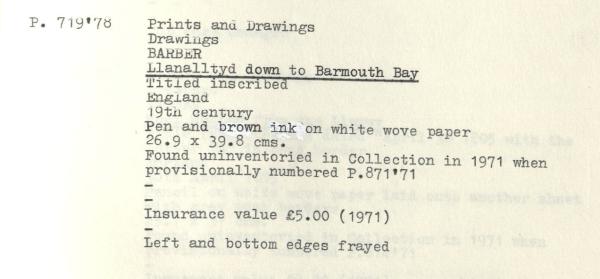 P. 719'78
Prints and Drawings
Drawings
BARBER
Llanalltyd down to Barmouth Bay
Titled inscribed
England
19th century
Pen and brown ink on white wove paper
26.9 x 39.8 cms.
Found uninventoried in Collection in 1971 when
provisionally numbered P.871'71
-
-
Insurance value £5.00 (1971)
-
Left and bottom edges frayed